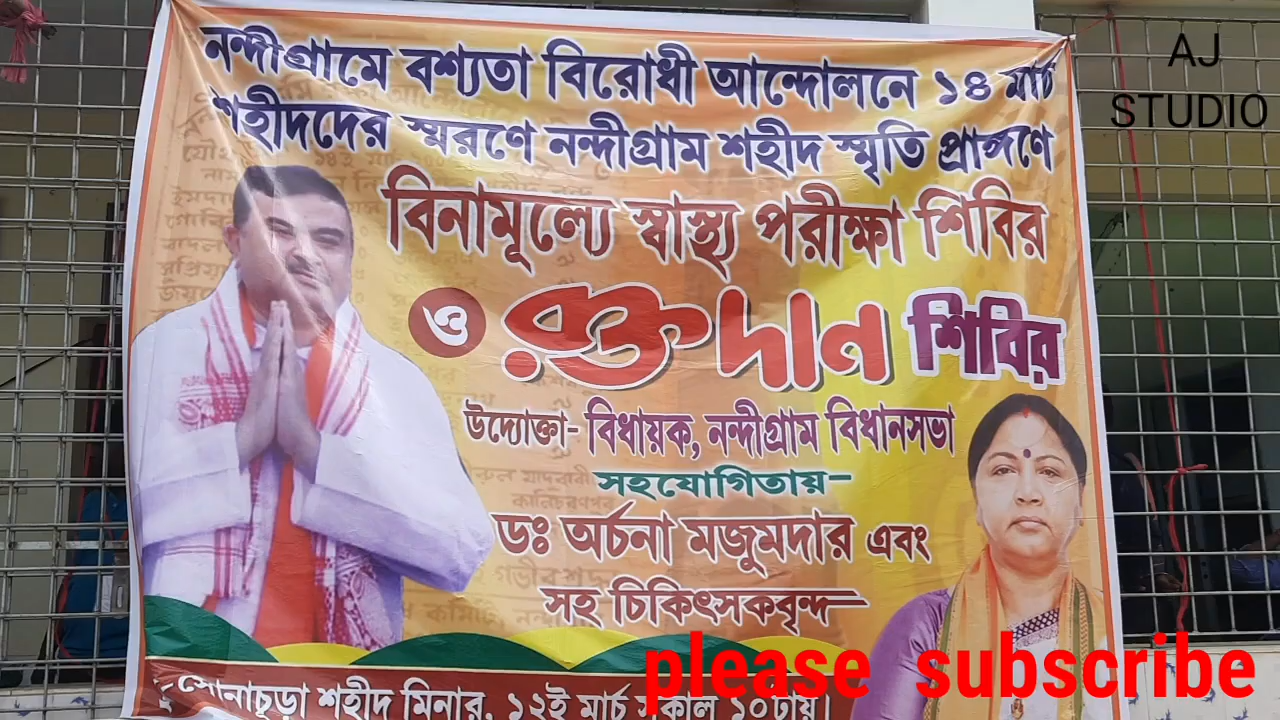 নন্দীগ্রামে বশ্যতা বিরোধী আন্দোলনে ১৪ মার্চ
শহীদদের স্মরণে নন্দীগ্রাম শহীদ স্মৃতি প্রাঙ্গণে
বিনামূল্যে স্বাস্থ্য পরীক্ষা শিবির
ও রক্তদান শিবির
উদ্যোক্তা- বিধায়ক, নন্দীগ্রাম বিধানসভা
সহযোগিতায়-
ডঃ অর্চনা মজুমদার এবং
সহ চিকিৎসকবৃন্দ
সোনাচূড়া শহীদ মিনার, ১২ই মার্চ সকাল ১০টায়।
AJ
STUDIO
please subscribe